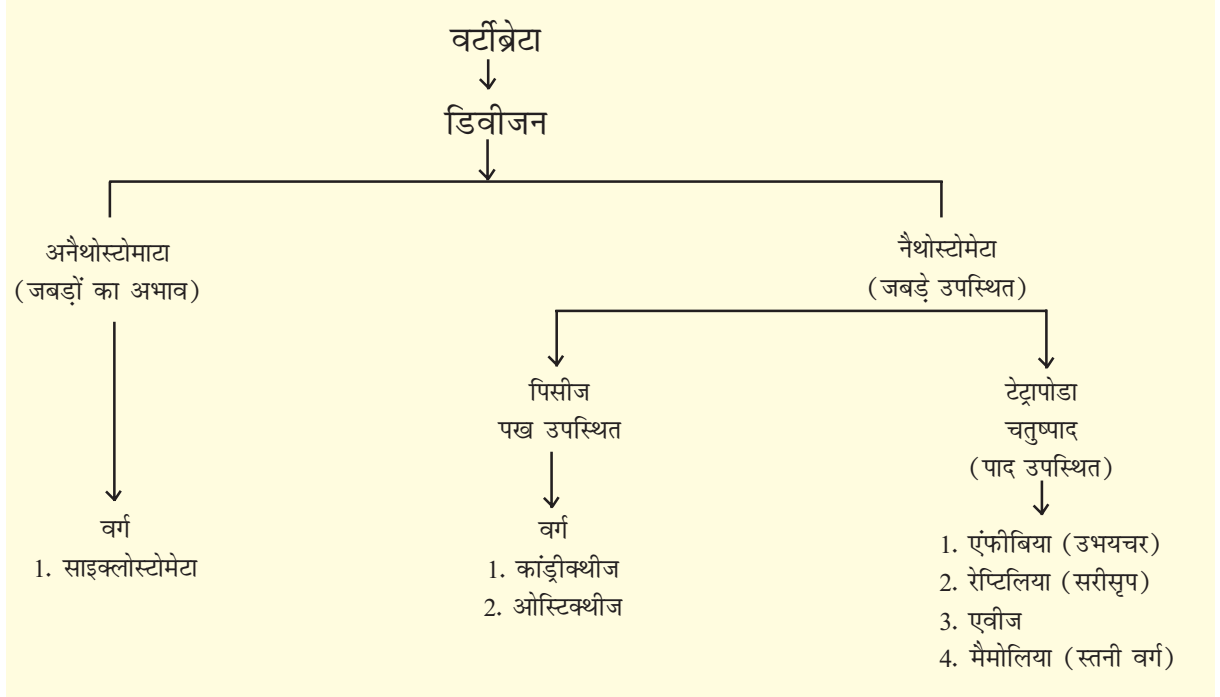 वर्टीब्रेटा
डिवीजन
अनैथोस्टोमाटा
(जबड़ों का अभाव)
नैथोस्टोमेटा
(जबड़े उपस्थित)
पिसीज
पख उपस्थित
टेट्रापोडा
चतुष्पाद
(पाद उपस्थित)
वर्ग
1. साइक्लोस्टोमेटा
वर्ग
1. कांड्रीक्थीज
2. ओस्टिक्थीज
1. एंफीबिया (उभयचर)
2. रेप्टिलिया (सरीसृप)
3. एवीज
4. मैमोलिया (स्तनी वर्ग)